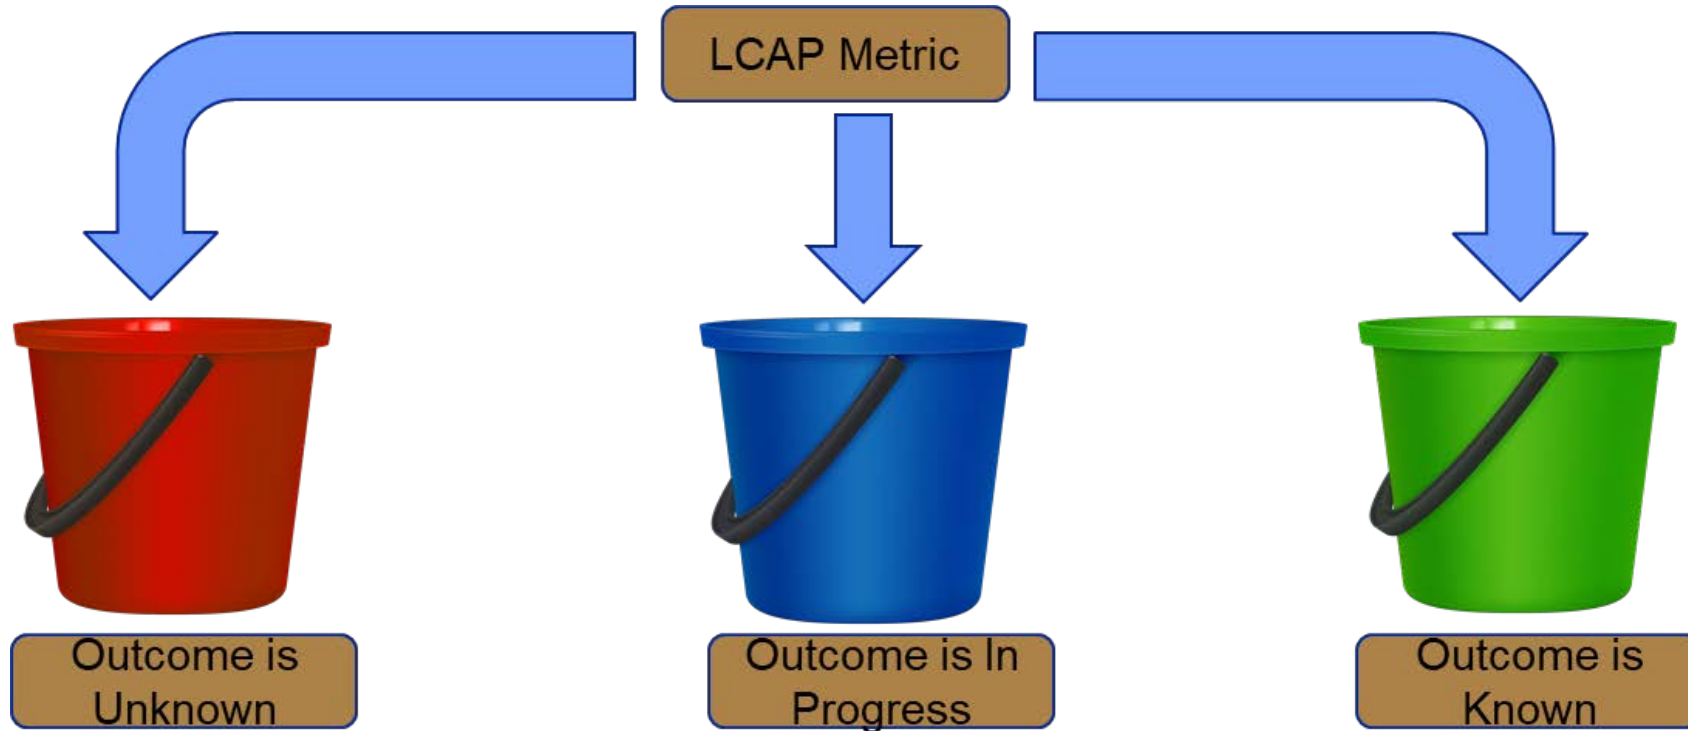 LCAP Metric
Outcome is
Unknown
Outcome is In
Progress
Outcome is
Known